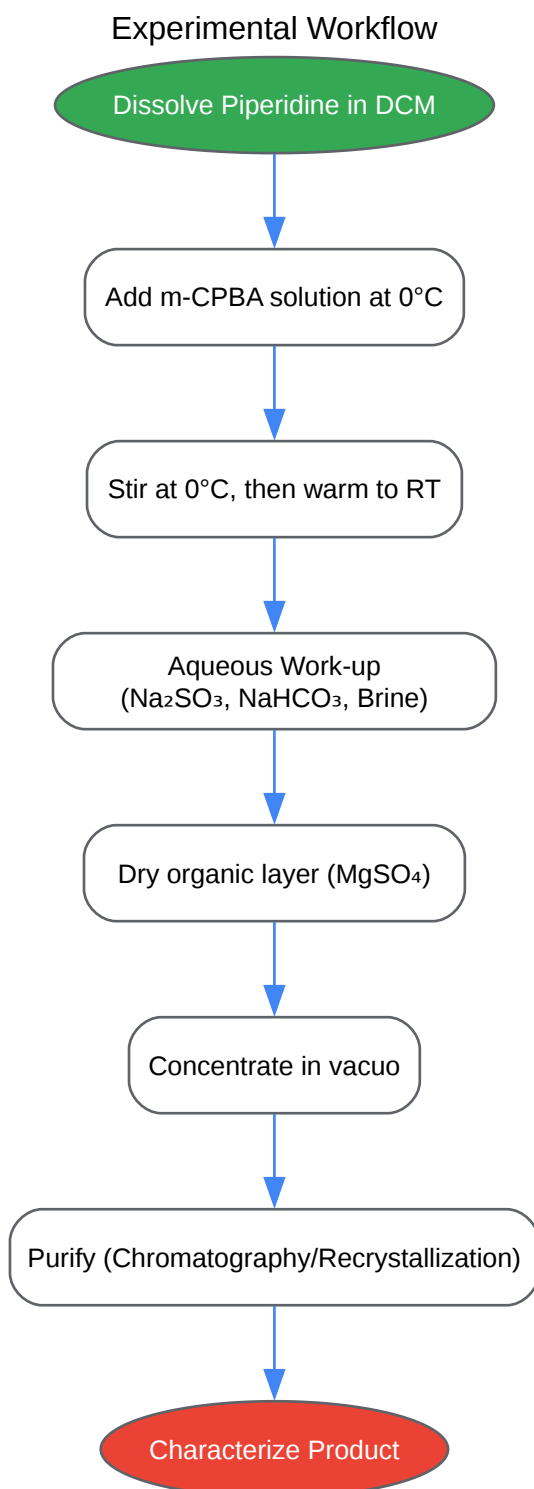 Experimental Workflow
Dissolve Piperidine in DCM
Add m-CPBA solution at 0°C
Stir at 0°C, then warm to RT
Aqueous Work-up
(Na₂SO₃, NaHCO₃, Brine)
Dry organic layer (MgSO₄)
Concentrate in vacuo
Purify (Chromatography/Recrystallization)
Characterize Product